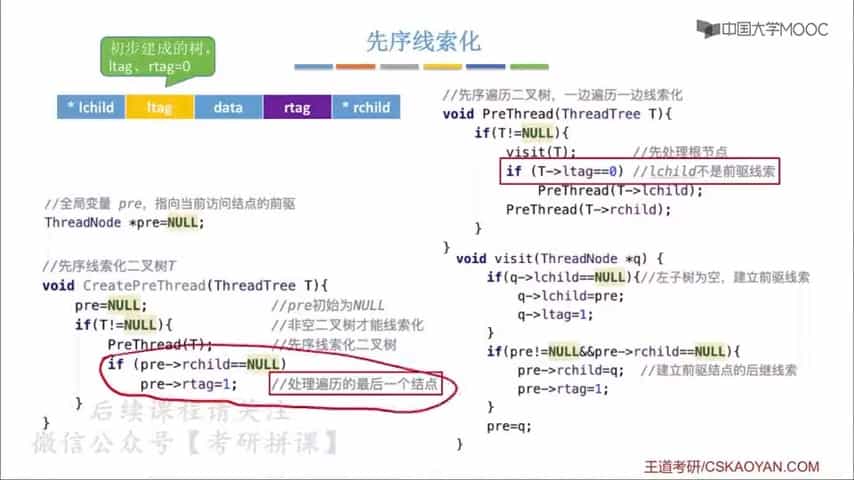 初步建成的树，
ltag、rtag=0
先序线索化
中国大学MOOC
* lchild ltag data rtag * rchild
//全局变量 pre，指向当前访问结点的前驱
ThreadNode *pre=NULL;
//先序线索化二叉树T
void CreatePreThread(ThreadTree T){
pre=NULL; //pre初始为NULL
if(T!=NULL){ //非空二叉树才能线索化
PreThread(T); //先序线索化二叉树
if (pre->rchild==NULL)
pre->rtag=1; //处理遍历的最后一个结点
}
}
//先序遍历二叉树，一边遍历一边线索化
void PreThread(ThreadTree T){
if(T!=NULL){
visit(T); //先处理根节点
if (T->ltag==0) //lchild不是前驱线索
PreThread(T->lchild);
PreThread(T->rchild);
}
}
void visit(ThreadNode *q) {
if(q->lchild==NULL){//左子树为空，建立前驱线索
q->lchild=pre;
q->ltag=1;
}
if(pre!=NULL&&pre->rchild==NULL){
pre->rchild=q; //建立前驱结点的后继线索
pre->rtag=1;
}
pre=q;
}
后续课程请关注
微信公众号【考研拼课】
王道考研/CSKAOYAN.COM